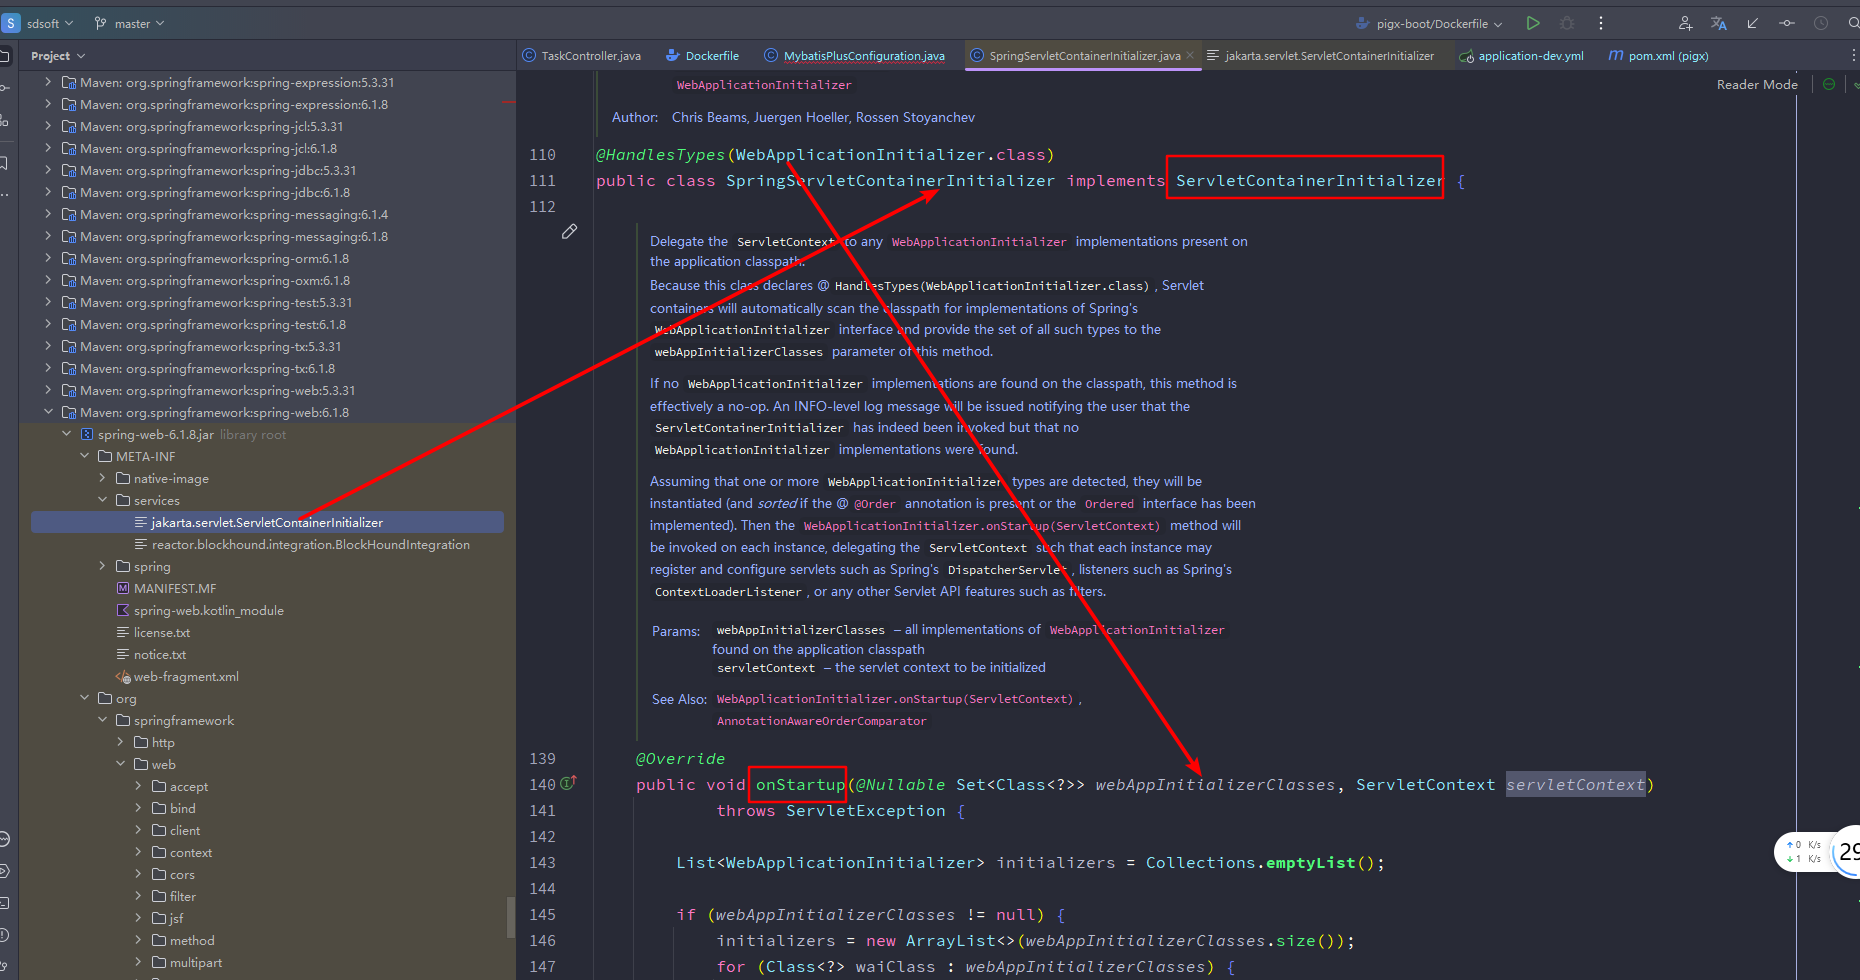 S sdsoft master pigx-boot/Dockerfile
Project
TaskController.java Dockerfile MybatisPlusConfiguration.java SpringServletContainerInitializer.java jakarta.servlet.ServletContainerInitializer application-dev.yml pom.xml (pigx)
Maven: org.springframework:spring-expression:5.3.31
Maven: org.springframework:spring-expression:6.1.8
Maven: org.springframework:spring-jcl:5.3.31
Maven: org.springframework:spring-jcl:6.1.8
Maven: org.springframework:spring-jdbc:5.3.31
Maven: org.springframework:spring-jdbc:6.1.8
Maven: org.springframework:spring-messaging:6.1.4
Maven: org.springframework:spring-messaging:6.1.8
Maven: org.springframework:spring-orm:6.1.8
Maven: org.springframework:spring-oxm:6.1.8
Maven: org.springframework:spring-test:5.3.31
Maven: org.springframework:spring-test:6.1.8
Maven: org.springframework:spring-tx:5.3.31
Maven: org.springframework:spring-tx:6.1.8
Maven: org.springframework:spring-web:5.3.31
Maven: org.springframework:spring-web:6.1.8
spring-web-6.1.8.jar library root
META-INF
native-image
services
jakarta.servlet.ServletContainerInitializer
reactor.blockhound.integration.BlockHoundIntegration
spring
MANIFEST.MF
spring-web.kotlin_module
license.txt
notice.txt
web-fragment.xml
org
springframework
http
web
accept
bind
client
context
cors
filter
jsf
method
multipart
WebApplicationInitializer
Reader Mode
Author: Chris Beams, Juergen Hoeller, Rossen Stoyanchev
110 @HandlesTypes(WebApplicationInitializer.class)
111 public class SpringServletContainerInitializer implements ServletContainerInitializer {
112
Delegate the ServletContext to any WebApplicationInitializer implementations present on
the application classpath.
Because this class declares @ HandlesTypes(WebApplicationInitializer.class) , Servlet
containers will automatically scan the classpath for implementations of Spring's
WebApplicationInitializer interface and provide the set of all such types to the
webAppInitializerClasses parameter of this method.
If no WebApplicationInitializer implementations are found on the classpath, this method is
effectively a no-op. An INFO-level log message will be issued notifying the user that the
ServletContainerInitializer has indeed been invoked but that no
WebApplicationInitializer implementations were found.
Assuming that one or more WebApplicationInitializer types are detected, they will be
instantiated (and sorted if the @ @Order annotation is present or the Ordered interface has been
implemented). Then the WebApplicationInitializer.onStartup(ServletContext) method will
be invoked on each instance, delegating the ServletContext such that each instance may
register and configure servlets such as Spring's DispatcherServlet , listeners such as Spring's
ContextLoaderListener , or any other Servlet API features such as filters.
Params: webAppInitializerClasses – all implementations of WebApplicationInitializer
found on the application classpath
servletContext – the servlet context to be initialized
See Also: WebApplicationInitializer.onStartup(ServletContext) ,
AnnotationAwareOrderComparator
139 @Override
140 public void onStartup(@Nullable Set<Class<?>> webAppInitializerClasses, ServletContext servletContext)
141 throws ServletException {
142
143 List<WebApplicationInitializer> initializers = Collections.emptyList();
144
145 if (webAppInitializerClasses != null) {
146 initializers = new ArrayList<>(webAppInitializerClasses.size());
147 for (Class<?> waiClass : webAppInitializerClasses) {
↑ 0 K/s
↓ 1 K/s
29